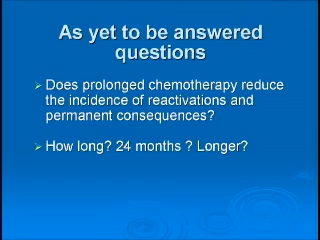 As yet to be answered
questions
Does prolonged chemotherapy reduce
the incidence of reactivations and
permanent consequences?
How long? 24 months ? Longer?